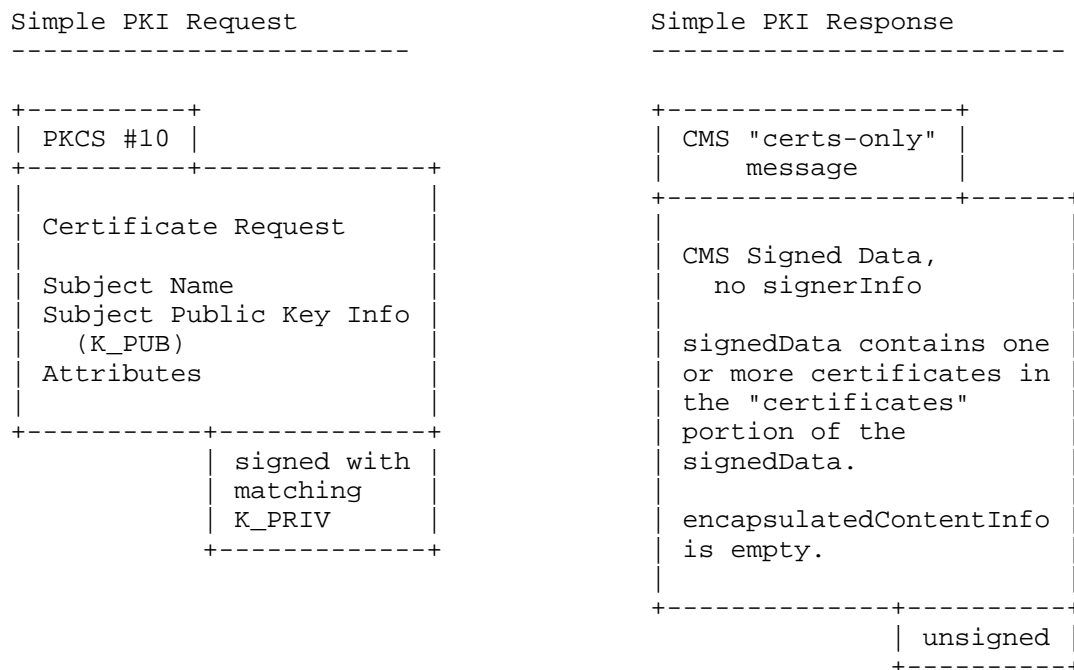 Simple PKI Request
-------------------------
Simple PKI Response
--------------------------
+----------+
| PKCS #10 |
+----------+--------------+
|                         |
| Certificate Request     |
|                         |
| Subject Name            |
| Subject Public Key Info |
|   (K_PUB)               |
| Attributes              |
|                         |
+-----------+-------------+
            | signed with |
            | matching    |
            | K_PRIV      |
            +-------------+
+------------------+
| CMS "certs-only" |
|     message      |
+------------------+------+
|                         |
| CMS Signed Data,        |
|   no signerInfo         |
|                         |
| signedData contains one |
| or more certificates in |
| the "certificates"      |
| portion of the          |
| signedData.             |
|                         |
| encapsulatedContentInfo |
| is empty.               |
|                         |
+--------------+----------+
               | unsigned |
               +----------+